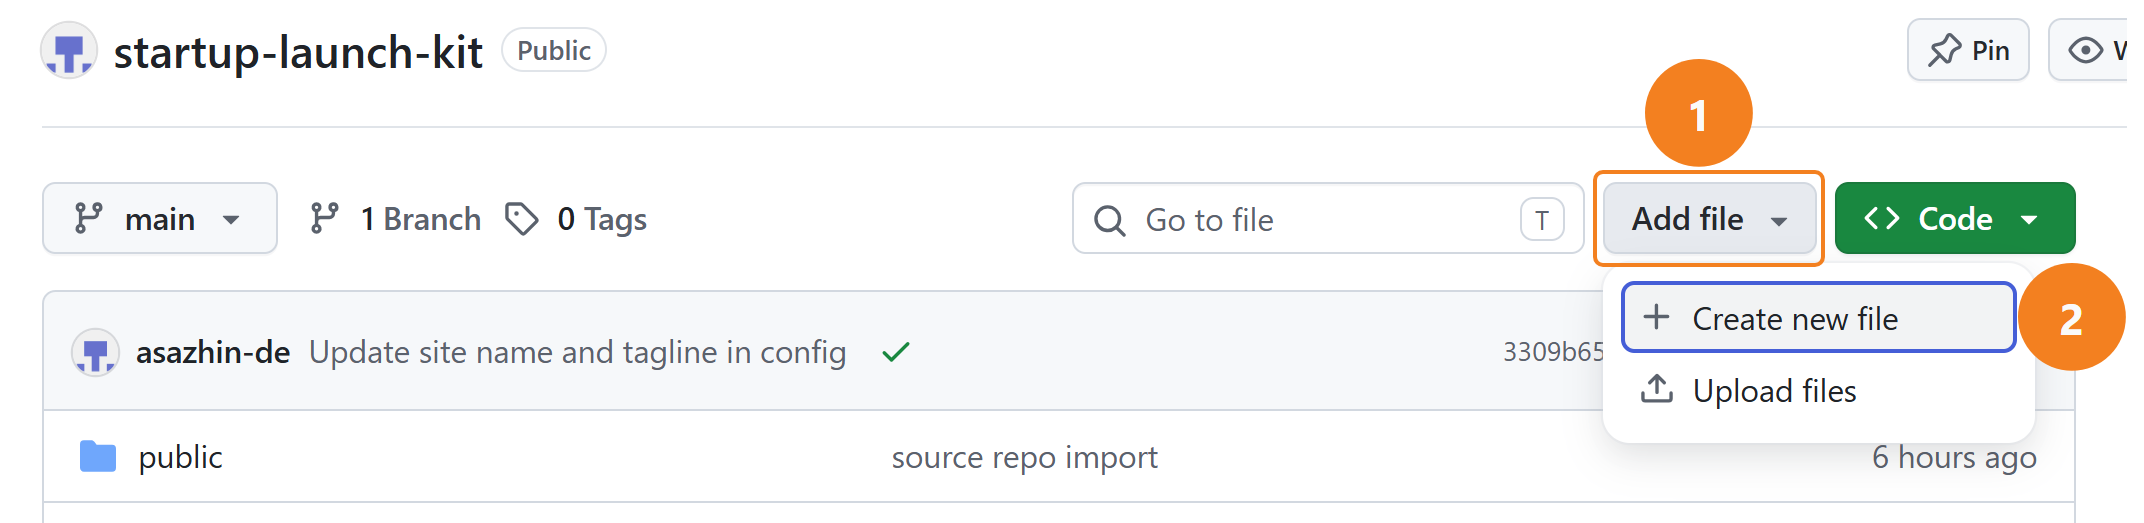 startup-launch-kit Public Pin
1
main 1 Branch 0 Tags Go to file T Add file Code
Create new file 2
asazhin-de Update site name and tagline in config 3309b65
Upload files
public source repo import 6 hours ago